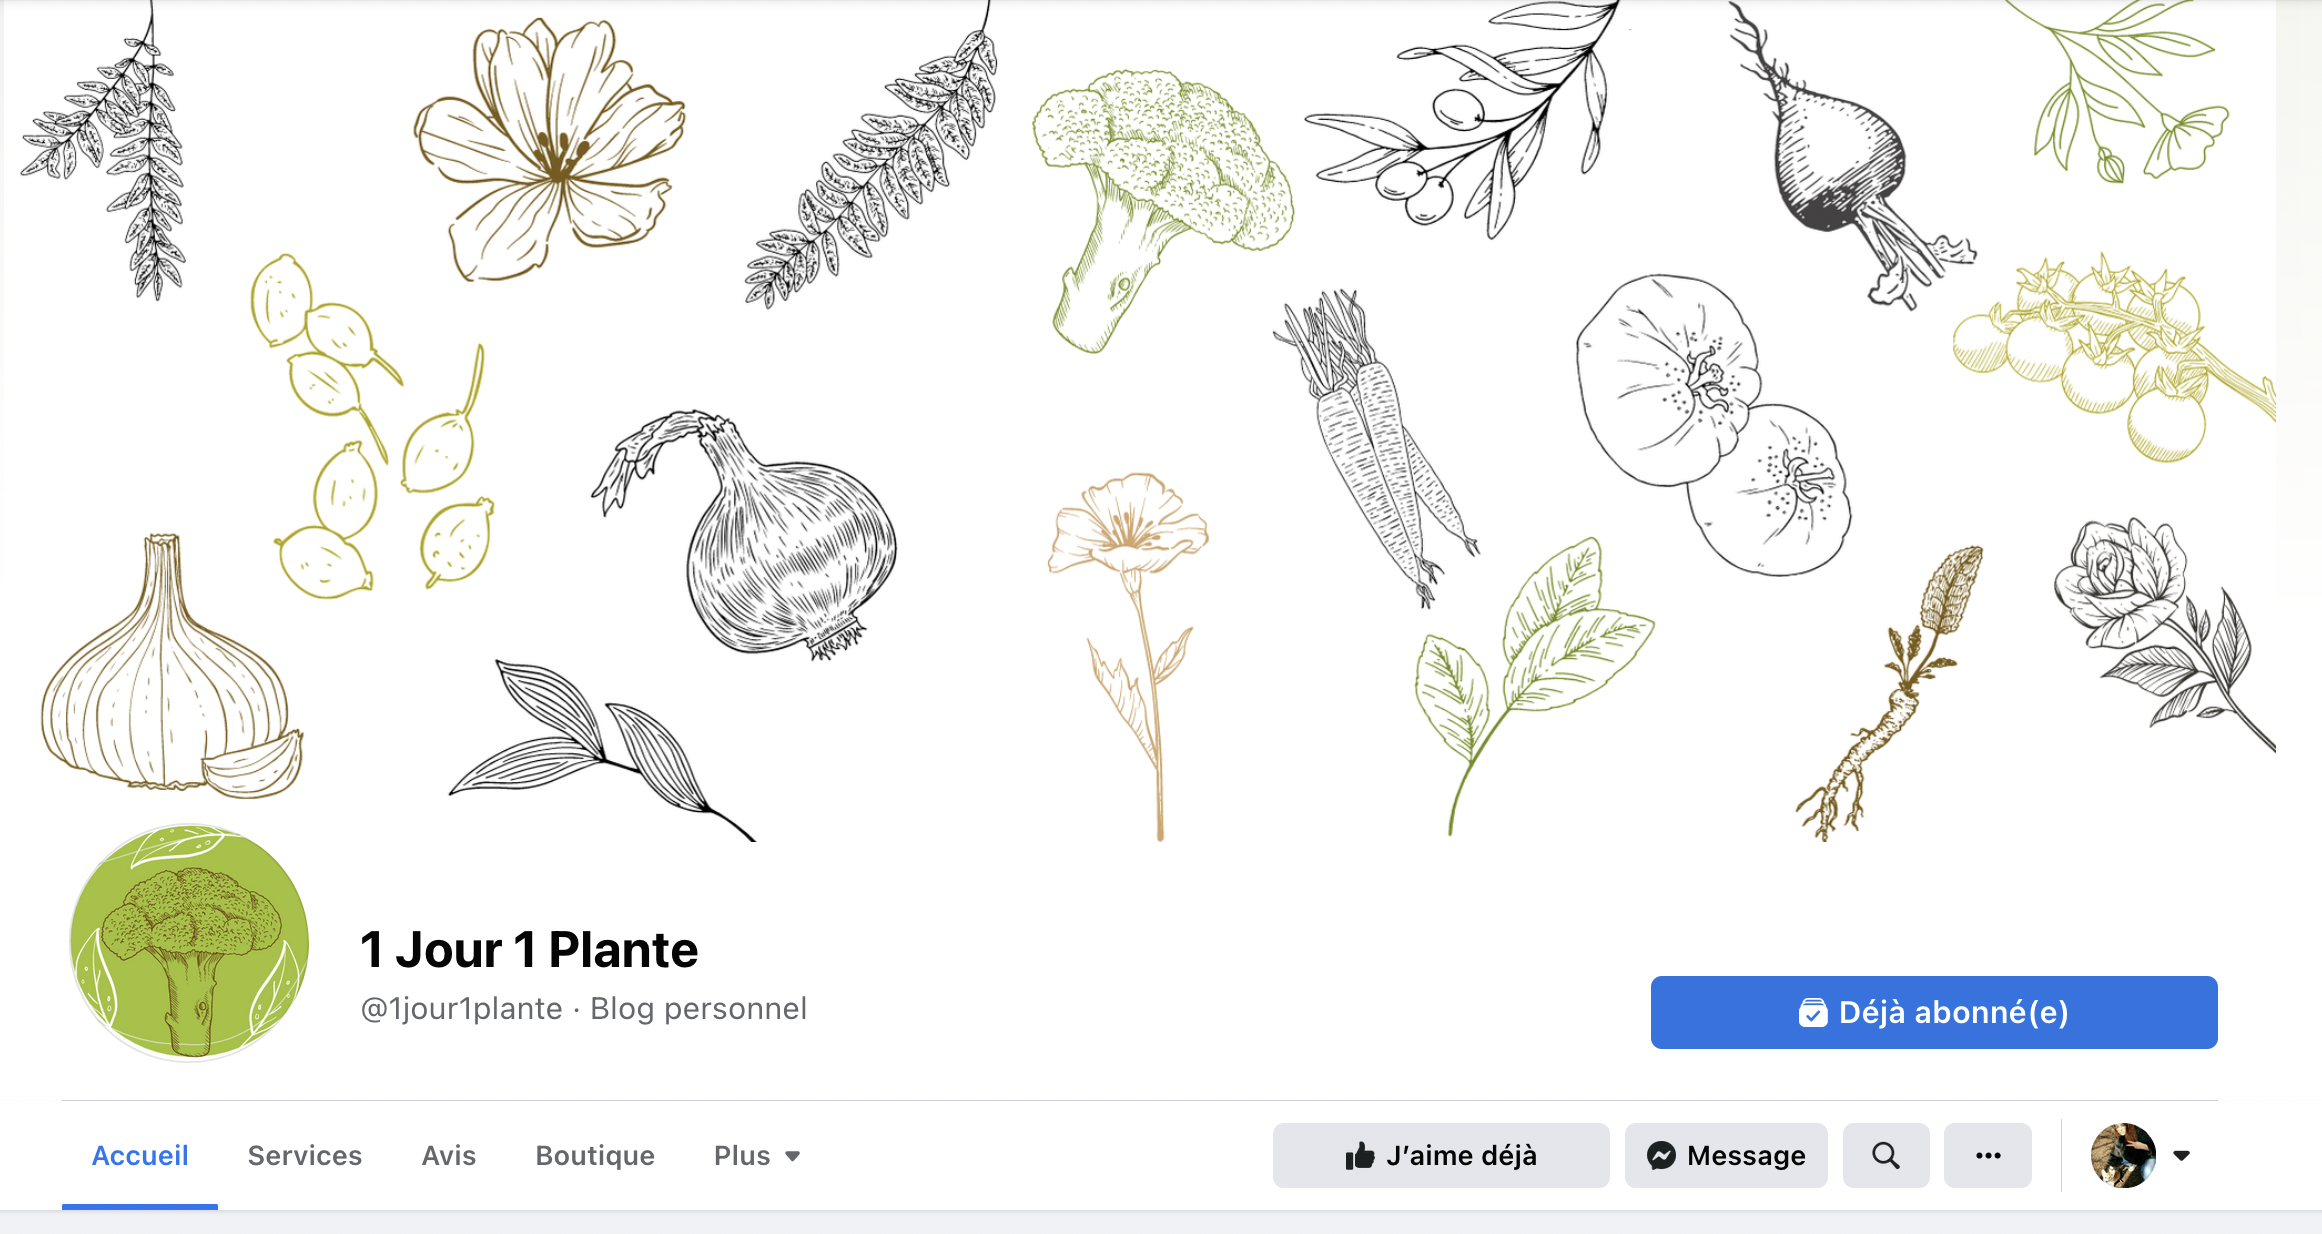 1 Jour 1 Plante
@1jour1plante · Blog personnel
Déjà abonné(e)
Accueil Services Avis Boutique Plus J’aime déjà Message